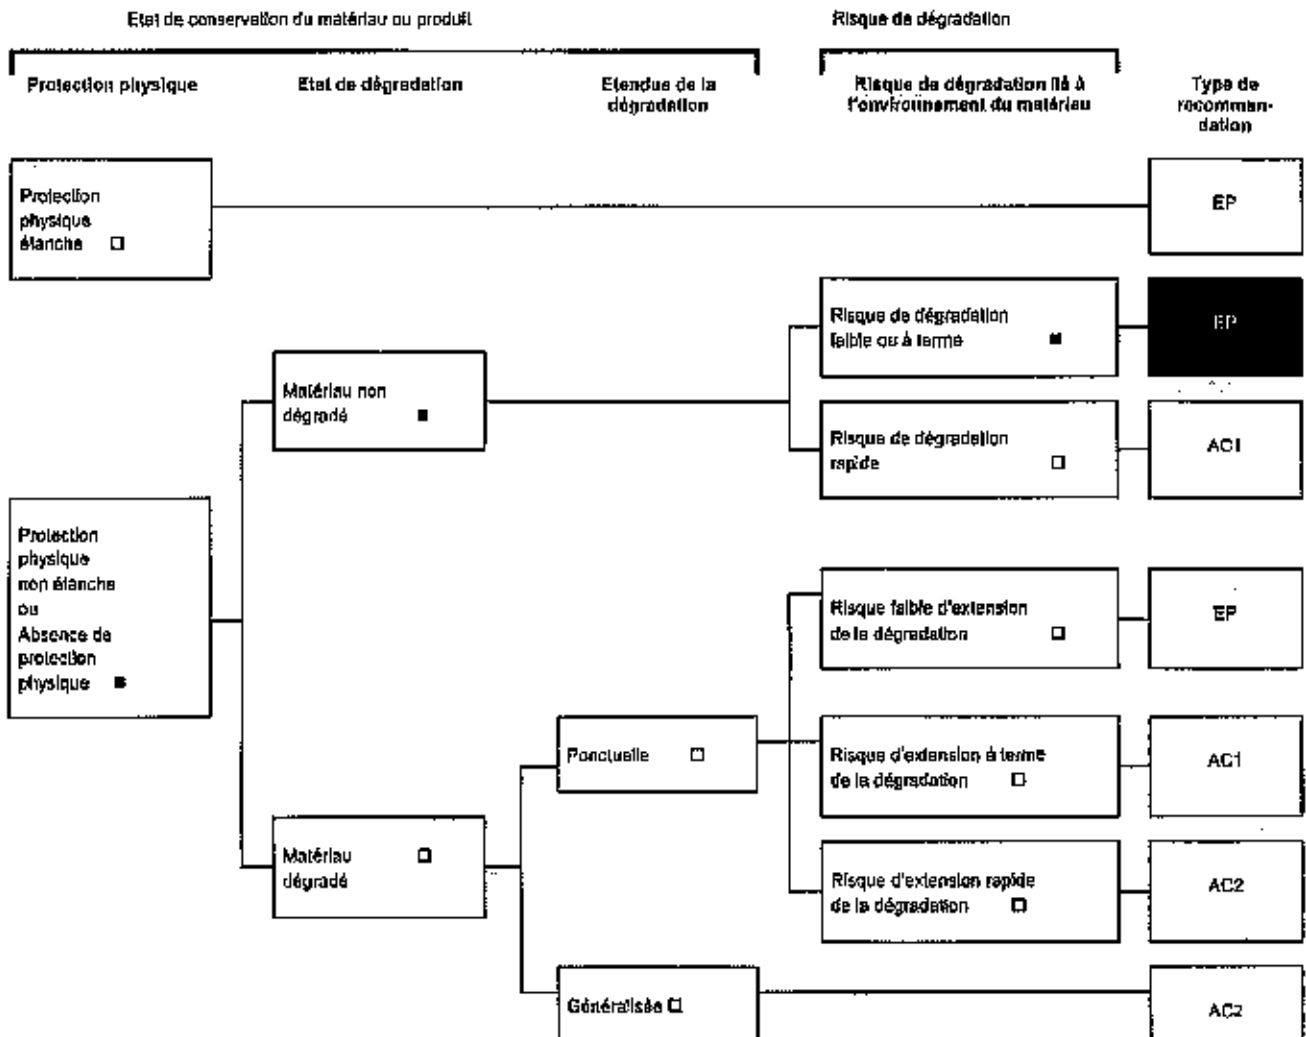 Etat de conservation du matériau ou produit
Risque de dégradation
Protection physique
Etat de dégradation
Etendue de la
dégradation
Risque de dégradation lié à
l'environnement du matériau
Type de
recomman-
dation
Protection
physique
étanche
EP
Risque de dégradation
faible ou à terme
EP
Matériau non
dégradé
Risque de dégradation
rapide
AC1
Protection
physique
non étanche
ou
Absence de
protection
physique
Risque faible d'extension
de la dégradation
EP
Ponctuelle
Risque d'extension à terme
de la dégradation
AC1
Matériau
dégradé
Risque d'extension rapide
de la dégradation
AC2
Généralisée
AC2